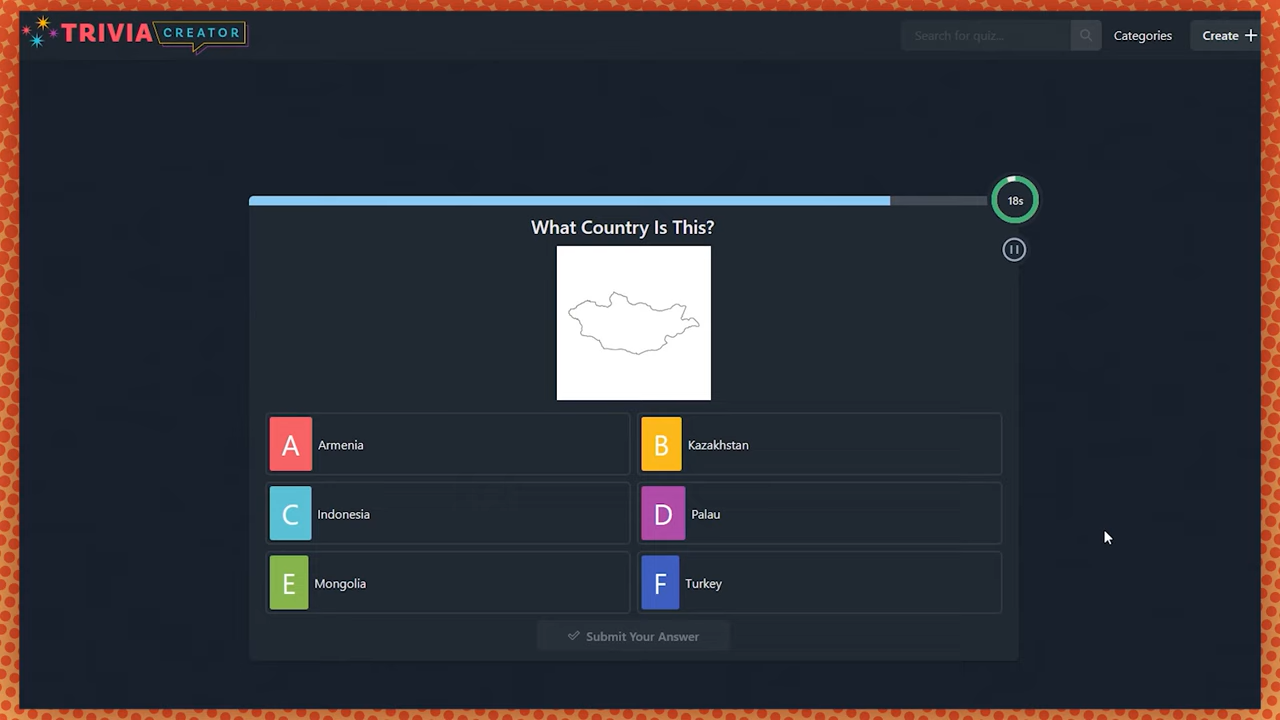 TRIVIA CREATOR
Search for quiz...
Categories
Create +
18s
What Country Is This?
A Armenia
B Kazakhstan
C Indonesia
D Palau
E Mongolia
F Turkey
Submit Your Answer